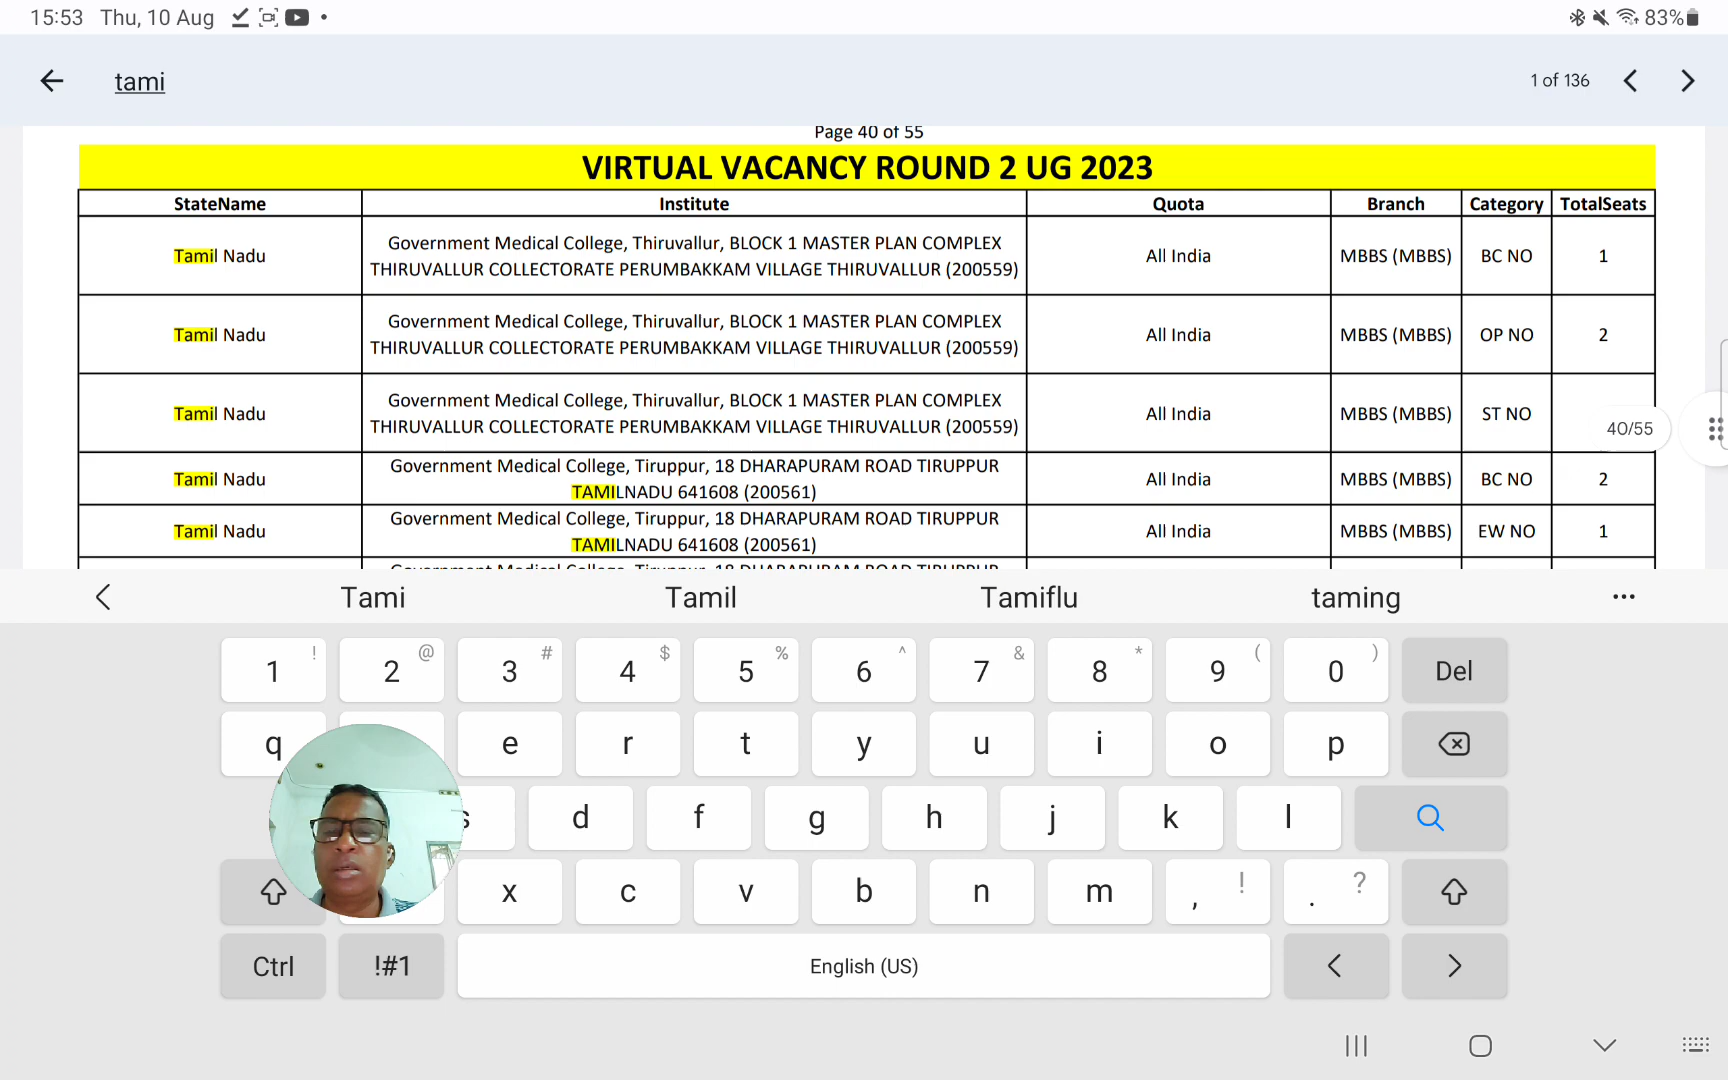 15:53 Thu, 10 Aug
83%
tami
1 of 136
Page 40 of 55
VIRTUAL VACANCY ROUND 2 UG 2023
StateName Institute Quota Branch Category TotalSeats
Tamil Nadu
Government Medical College, Thiruvallur, BLOCK 1 MASTER PLAN COMPLEX
THIRUVALLUR COLLECTORATE PERUMBAKKAM VILLAGE THIRUVALLUR (200559)
All India MBBS (MBBS) BC NO 1
Tamil Nadu
Government Medical College, Thiruvallur, BLOCK 1 MASTER PLAN COMPLEX
THIRUVALLUR COLLECTORATE PERUMBAKKAM VILLAGE THIRUVALLUR (200559)
All India MBBS (MBBS) OP NO 2
Tamil Nadu
Government Medical College, Thiruvallur, BLOCK 1 MASTER PLAN COMPLEX
THIRUVALLUR COLLECTORATE PERUMBAKKAM VILLAGE THIRUVALLUR (200559)
All India MBBS (MBBS) ST NO
40/55
Tamil Nadu
Government Medical College, Tiruppur, 18 DHARAPURAM ROAD TIRUPPUR
TAMILNADU 641608 (200561)
All India MBBS (MBBS) BC NO 2
Tamil Nadu
Government Medical College, Tiruppur, 18 DHARAPURAM ROAD TIRUPPUR
TAMILNADU 641608 (200561)
All India MBBS (MBBS) EW NO 1
Tami Tamil Tamiflu taming ...
1 ! 2 @ 3 # 4 $ 5 % 6 ^ 7 & 8 * 9 ( 0 ) Del
q e r t y u i o p
s d f g h j k l
x c v b n m , ! . ?
Ctrl !#1 English (US) < >